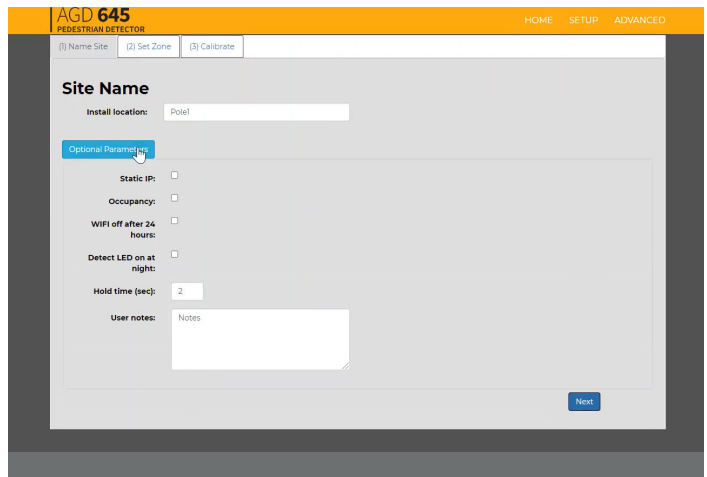 AGD 645
PEDESTRIAN DETECTOR
HOME SETUP ADVANCED
(1) Name Site (2) Set Zone (3) Calibrate
Site Name
Install location: Pole1
Optional Parameters
Static IP:
Occupancy:
WIFI off after 24
hours:
Detect LED on at
night:
Hold time (sec): 2
User notes: Notes
Next